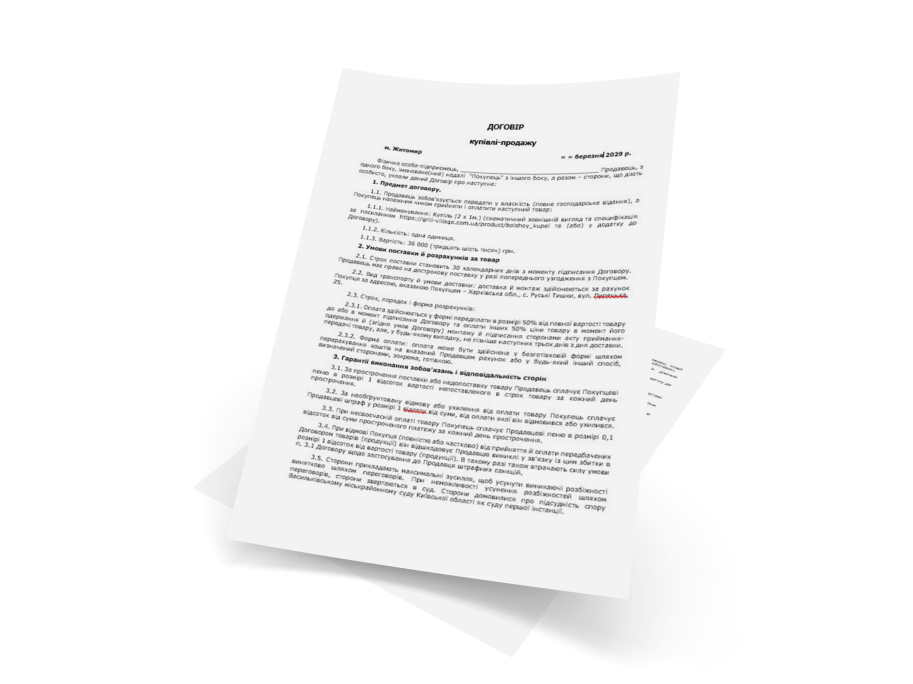 ДОГОВІР
купівлі-продажу
м. Житомир
« » березня 2029 р.
Фізична особа-підприємець, ______________________________ Продавець, з
одного боку, іменоване(ий) надалі "Покупець" з іншого боку, а разом – сторони, що діють
особисто, уклали даний Договір про наступне:
1. Предмет договору.
1.1. Продавець зобов'язується передати у власність (повне господарське відання), а
Покупець належним чином прийняти і оплатити наступний товар:
1.1.1. Найменування: Купіль (2 х 1м.) (схематичний зовнішній вигляд та специфікація
за посиланням https://grill-village.com.ua/product/bolshoy_kupel та (або) у додатку до
Договору).
1.1.2. Кількість: одна одиниця.
1.1.3. Вартість: 36 000 (тридцять шість тисяч) грн.
2. Умови поставки й розрахунків за товар
2.1. Строк поставки становить 30 календарних днів з моменту підписання Договору.
Продавець має право на дострокову поставку у разі попереднього узгодження з Покупцем.
2.2. Вид транспорту й умови доставки: доставка й монтаж здійснюються за рахунок
Покупця за адресою, вказаною Покупцем – Харківська обл., с. Руські Тишки, вул.
25.
2.3. Строк, порядок і форма розрахунків:
2.3.1. Оплата здійснюється у формі передплати в розмірі 50% від повної вартості товару
до або в момент підписання Договору та оплати інших 50% ціни товару в момент його
одержання й (згідно умов Договору) монтажу й підписання сторонами акту приймання-
передачі товару, але, у будь-якому випадку, не пізніше наступних трьох днів з дня доставки.
2.3.2. Форма оплати: оплата може бути здійснена у безготівковій формі шляхом
перерахування коштів на вказаний Продавцем рахунок або у будь-який інший спосіб,
визначений сторонами, зокрема, готівкою.
3. Гарантії виконання зобов'язань і відповідальність сторін
3.1. За прострочення поставки або недопоставку товару Продавець сплачує Покупцеві
пеню в розмірі 1 відсоток вартості непоставленого в строк товару за кожний день
прострочення.
3.2. За необґрунтовану відмову або ухилення від оплати товару Покупець сплачує
Продавцеві штраф у розмірі 1 від суми, від оплати якої він відмовився або ухилився.
3.3. При несвоєчасній оплаті товару Покупець сплачує Продавцеві пеню в розмірі 0,1
відсоток від суми простроченого платежу за кожний день прострочення.
3.4. При відмові Покупця (повністю або частково) від прийняття й оплати передбачених
Договором товарів (продукції) він відшкодовує Продавцю виниклі у зв'язку із цим збитки в
розмірі 1 відсоток від вартості товару (продукції). В такому разі також втрачають силу умови
п. 3.1 Договору щодо застосування до Продавця штрафних санкцій.
3.5. Сторони прикладають максимальні зусилля, щоб усунути виникаючі розбіжності
винятково шляхом переговорів. При неможливості усунення розбіжностей шляхом
переговорів, сторони звертаються в суд. Сторони домовилися про підсудність спору
Васильківському міськрайонному суду Київської області як суду першої інстанції.